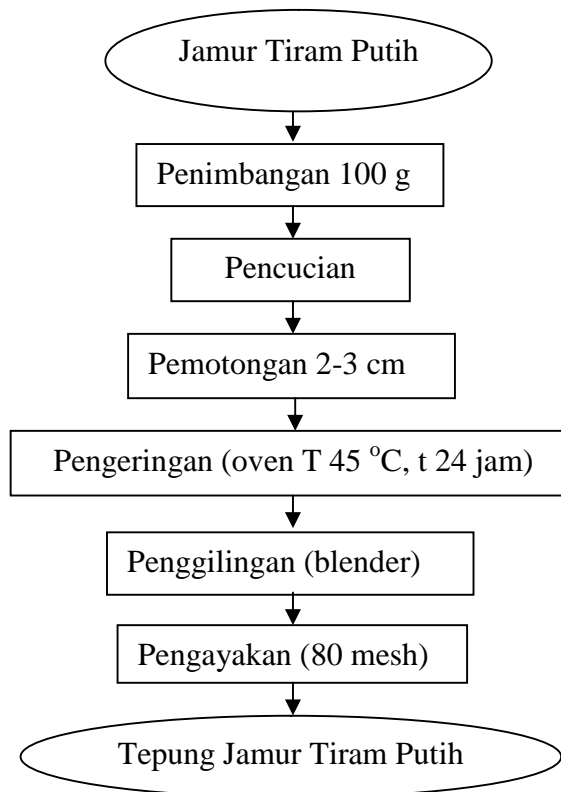 Jamur Tiram Putih
Penimbangan 100 g
Pencucian
Pemotongan 2-3 cm
Pengeringan (oven T 45 °C, t 24 jam)
Penggilingan (blender)
Pengayakan (80 mesh)
Tepung Jamur Tiram Putih